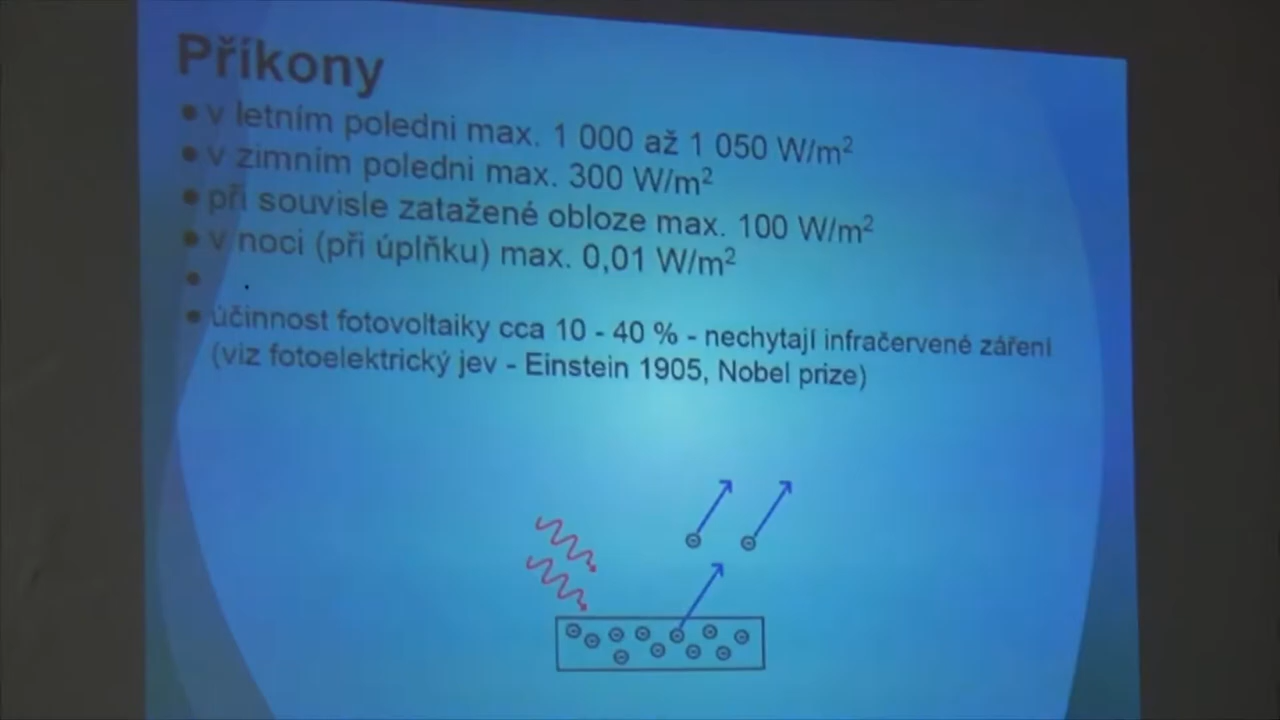 Příkony
v letním poledni max. 1 000 až 1 050 W/m²
v zimním poledni max. 300 W/m²
při souvisle zatažené obloze max. 100 W/m²
v noci (při úplňku) max. 0,01 W/m²
.
účinnost fotovoltaiky cca 10 - 40 % - nechytají infračervené záření
(viz fotoelektrický jev - Einstein 1905, Nobel prize)